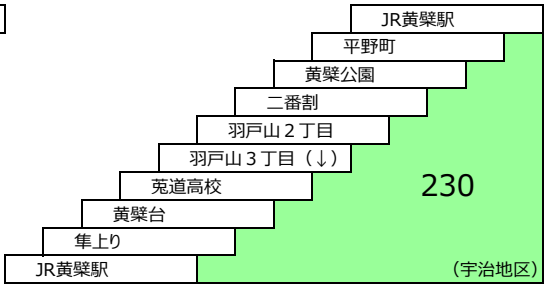 JR黄檗駅
平野町
黄檗公園
二番割
羽戸山２丁目
羽戸山３丁目（↓）
莵道高校
230
黄檗台
隼上り
JR黄檗駅
（宇治地区）